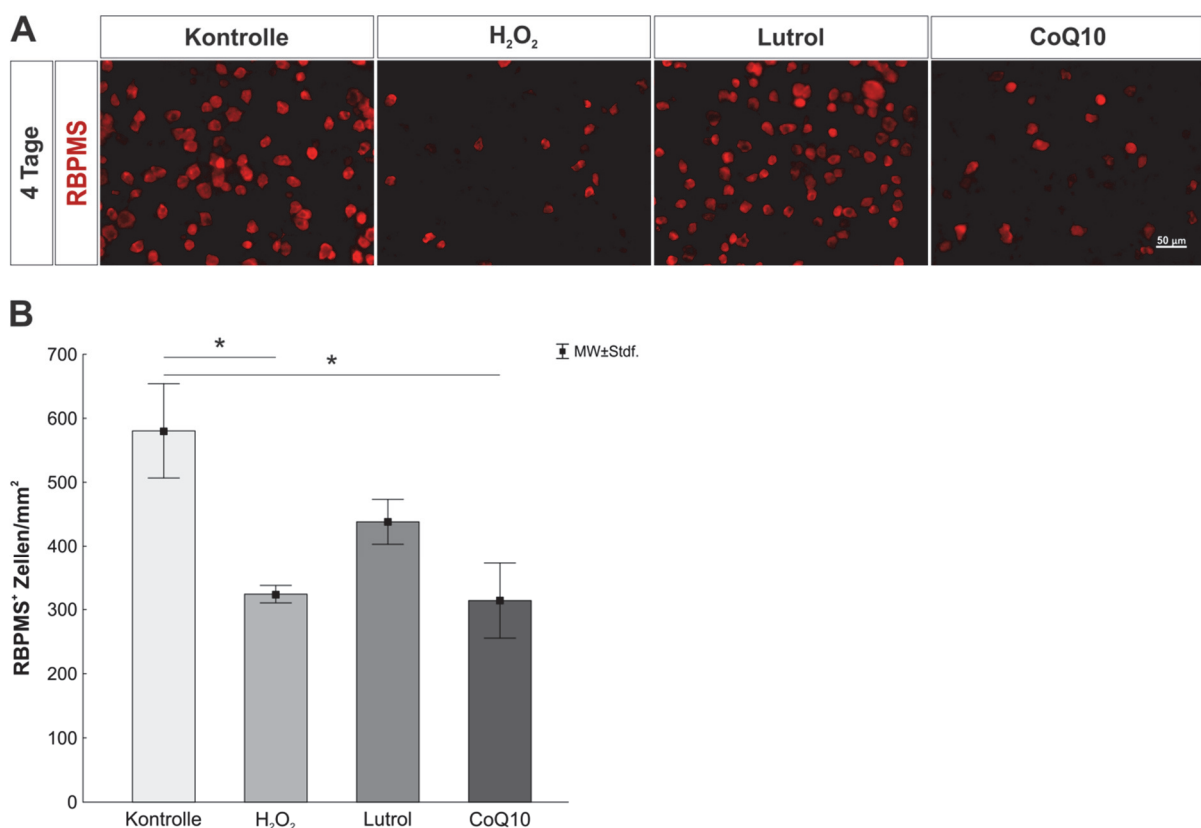 A
Kontrolle
H₂O₂
Lutrol
CoQ10
4 Tage
RBPMS
50 µm
B
* 
*
MW±Stdf.
RBPMS⁺ Zellen/mm²
700
600
500
400
300
200
100
0
Kontrolle
H₂O₂
Lutrol
CoQ10